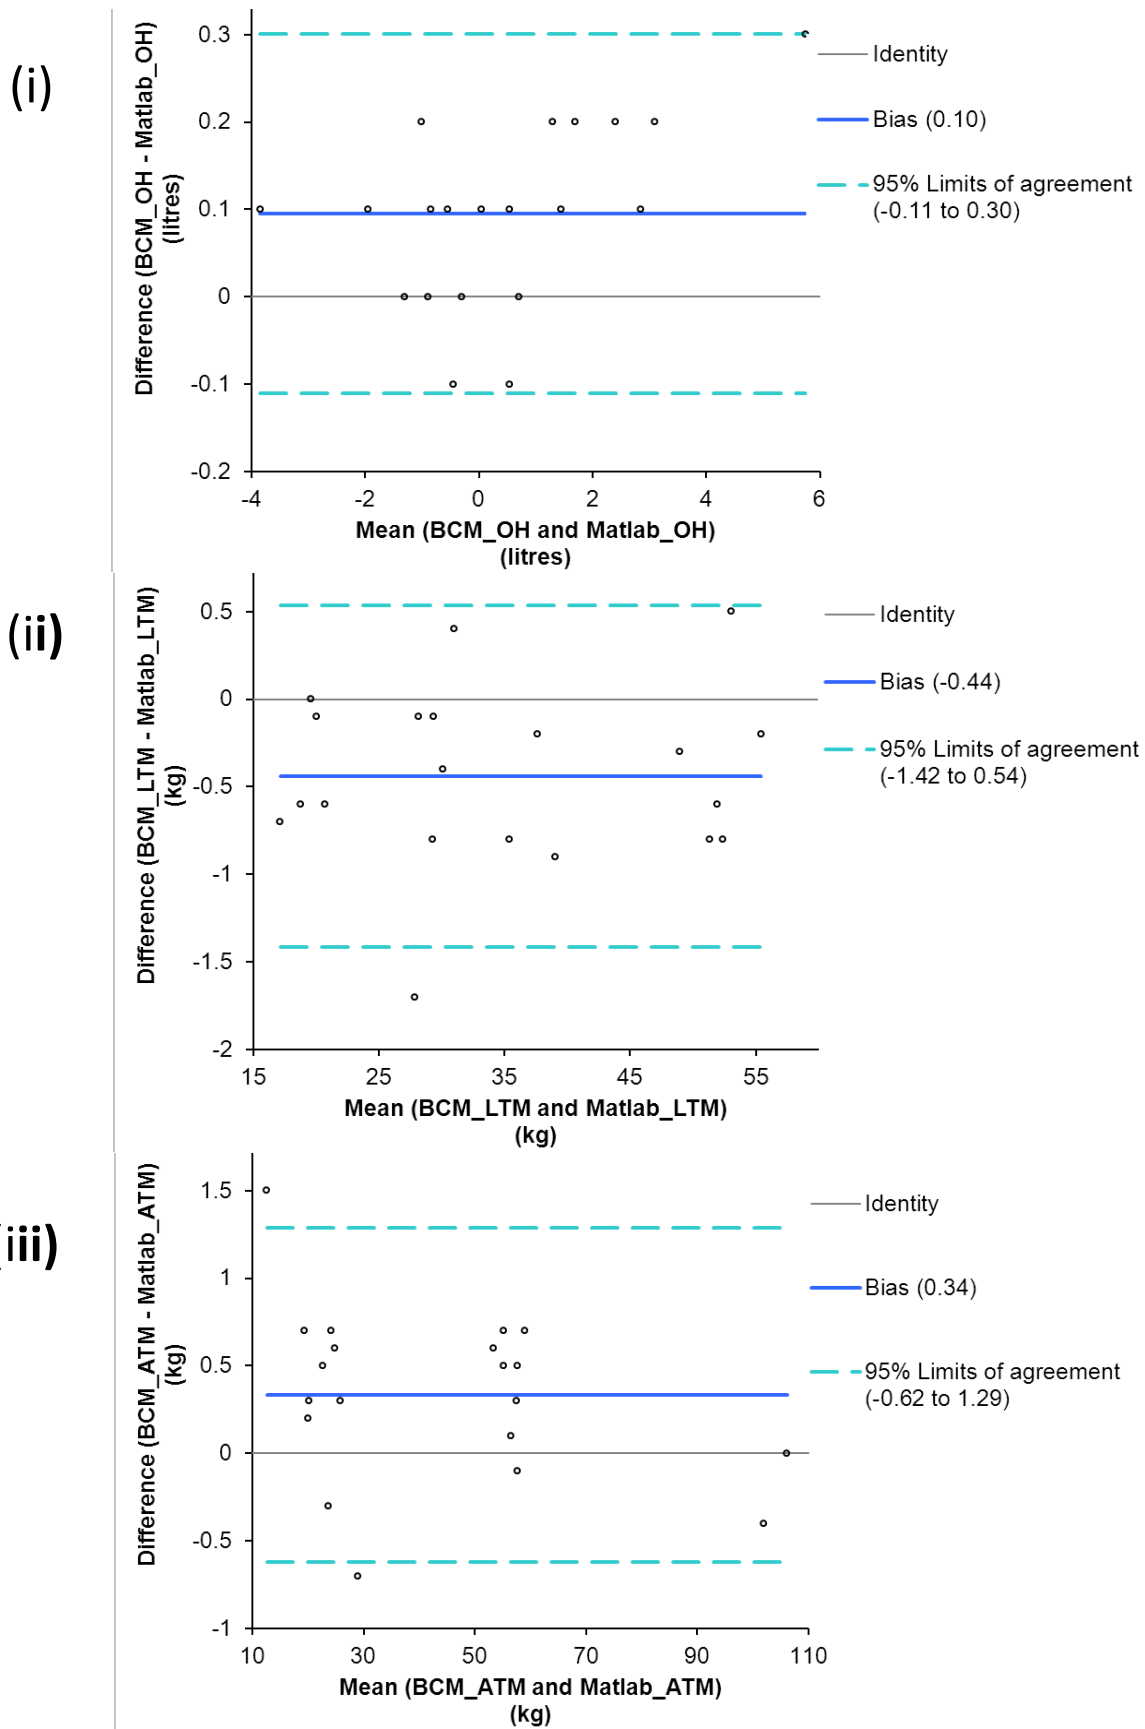 (i)
Difference (BCM_OH - Matlab_OH)
(litres)
0.3
0.2
0.1
0
-0.1
-0.2
-4
-2
0
2
4
6
Mean (BCM_OH and Matlab_OH)
(litres)
Identity
Bias (0.10)
95% Limits of agreement
(-0.11 to 0.30)
(ii)
Difference (BCM_LTM - Matlab_LTM)
(kg)
0.5
0
-0.5
-1
-1.5
-2
15
25
35
45
55
Mean (BCM_LTM and Matlab_LTM)
(kg)
Identity
Bias (-0.44)
95% Limits of agreement
(-1.42 to 0.54)
(iii)
Difference (BCM_ATM - Matlab_ATM)
(kg)
1.5
1
0.5
0
-0.5
-1
10
30
50
70
90
110
Mean (BCM_ATM and Matlab_ATM)
(kg)
Identity
Bias (0.34)
95% Limits of agreement
(-0.62 to 1.29)